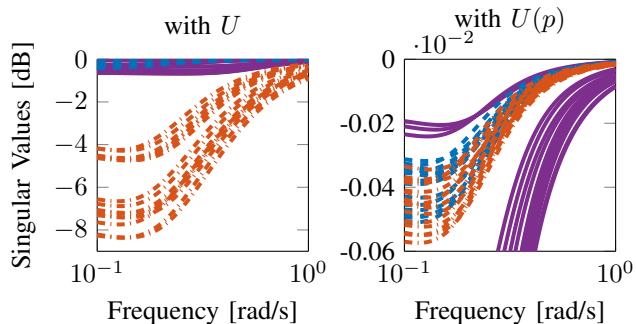 with U
with U(p)
·10⁻²
Singular Values [dB]
0
−2
−4
−6
−8
10⁻¹
10⁰
Frequency [rad/s]
0
-0.02
-0.04
-0.06
10⁻¹
10⁰
Frequency [rad/s]